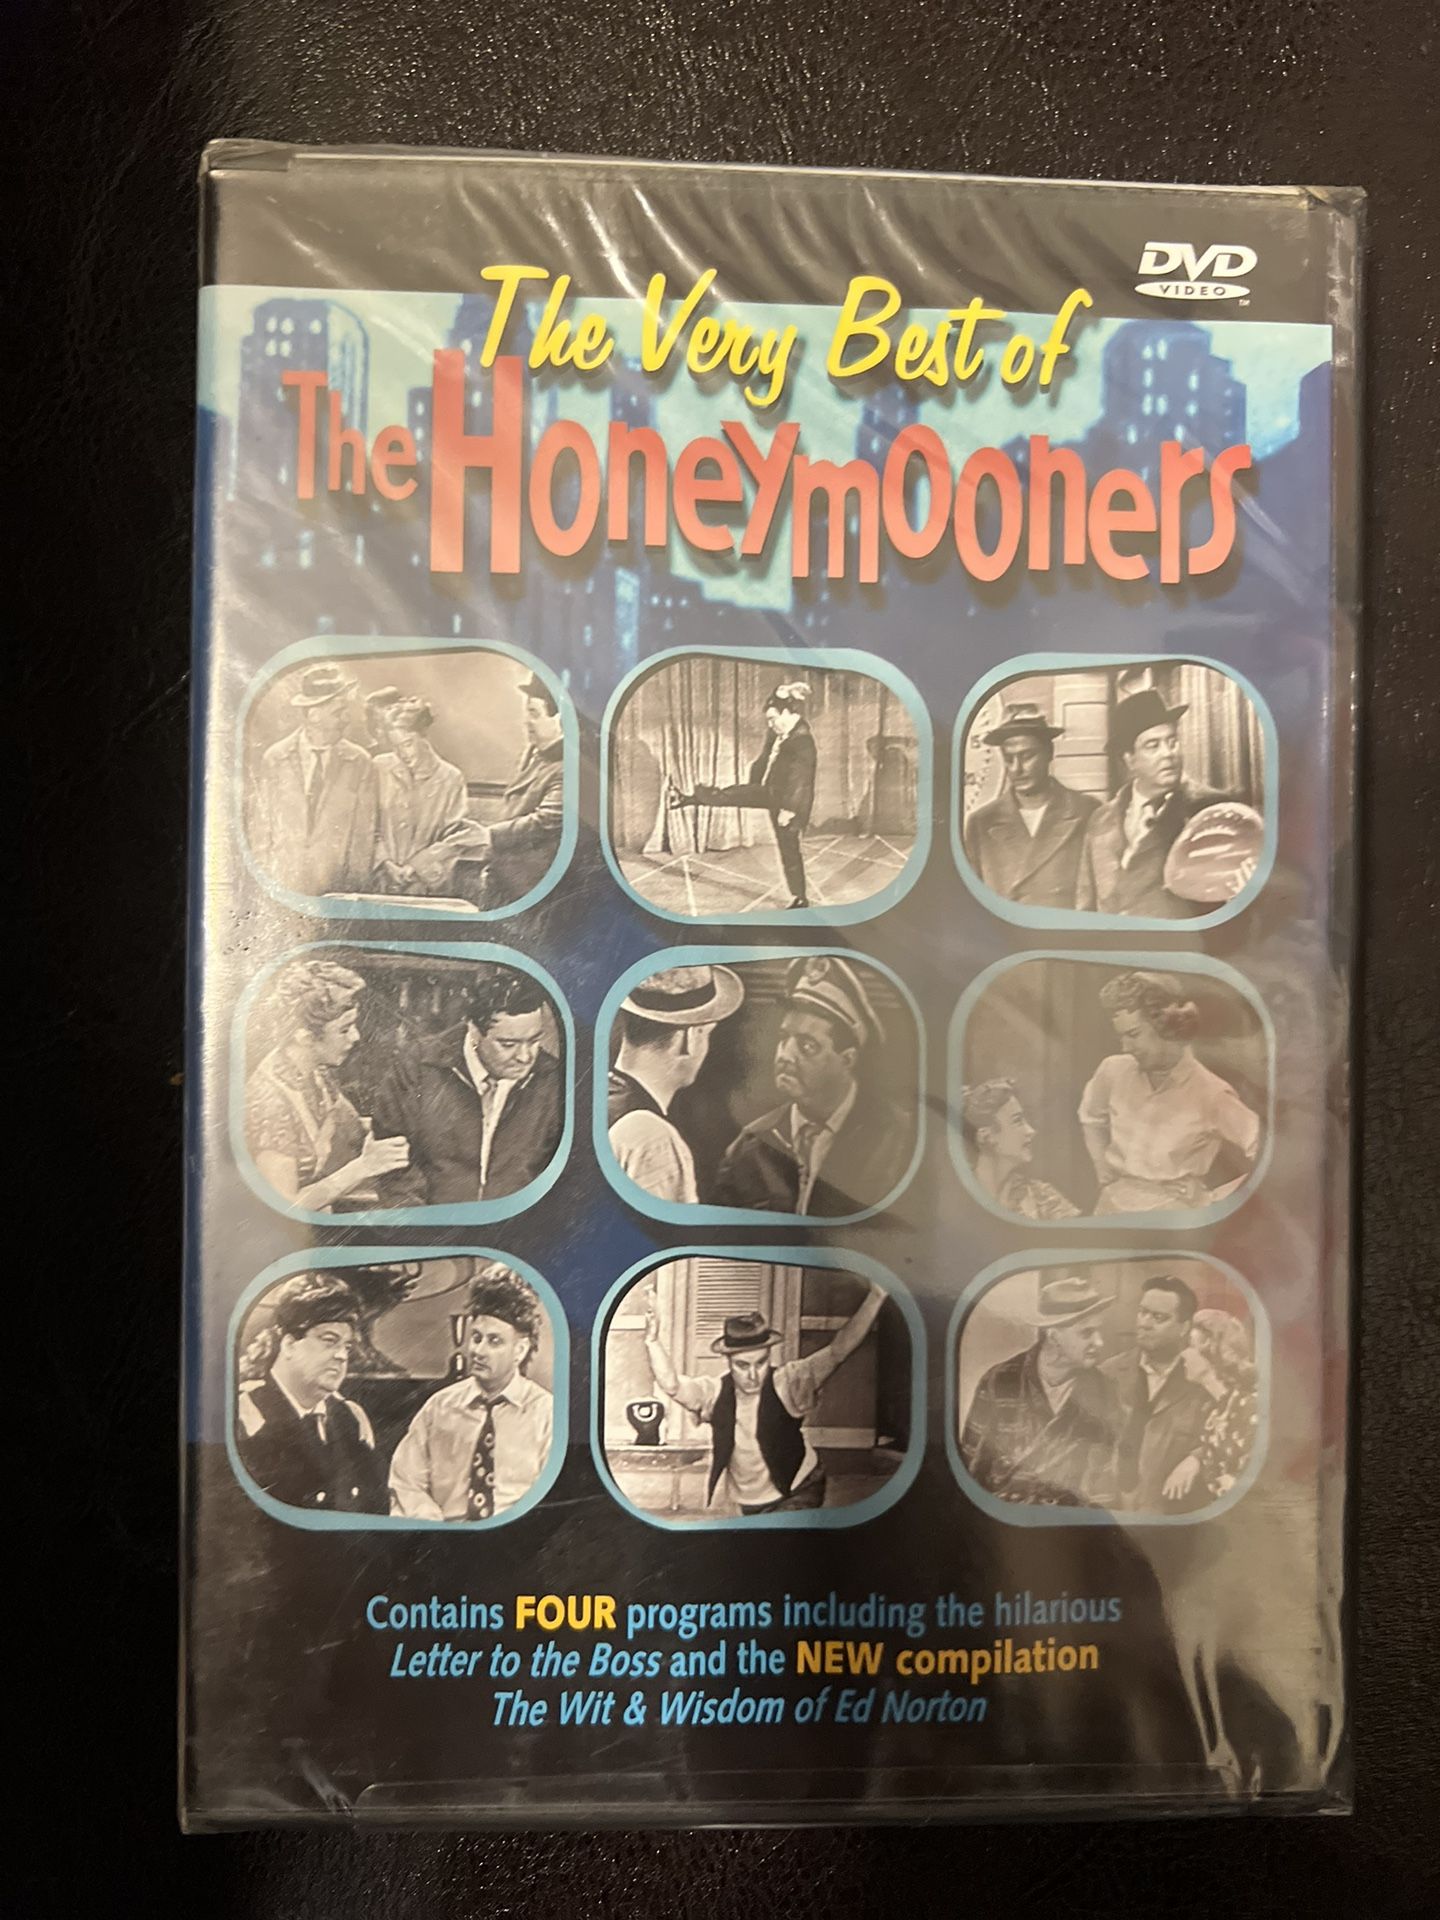 DVD
VIDEO
TM
The Very Best of
The Honeymooners
Contains FOUR programs including the hilarious
Letter to the Boss and the NEW compilation
The Wit & Wisdom of Ed Norton